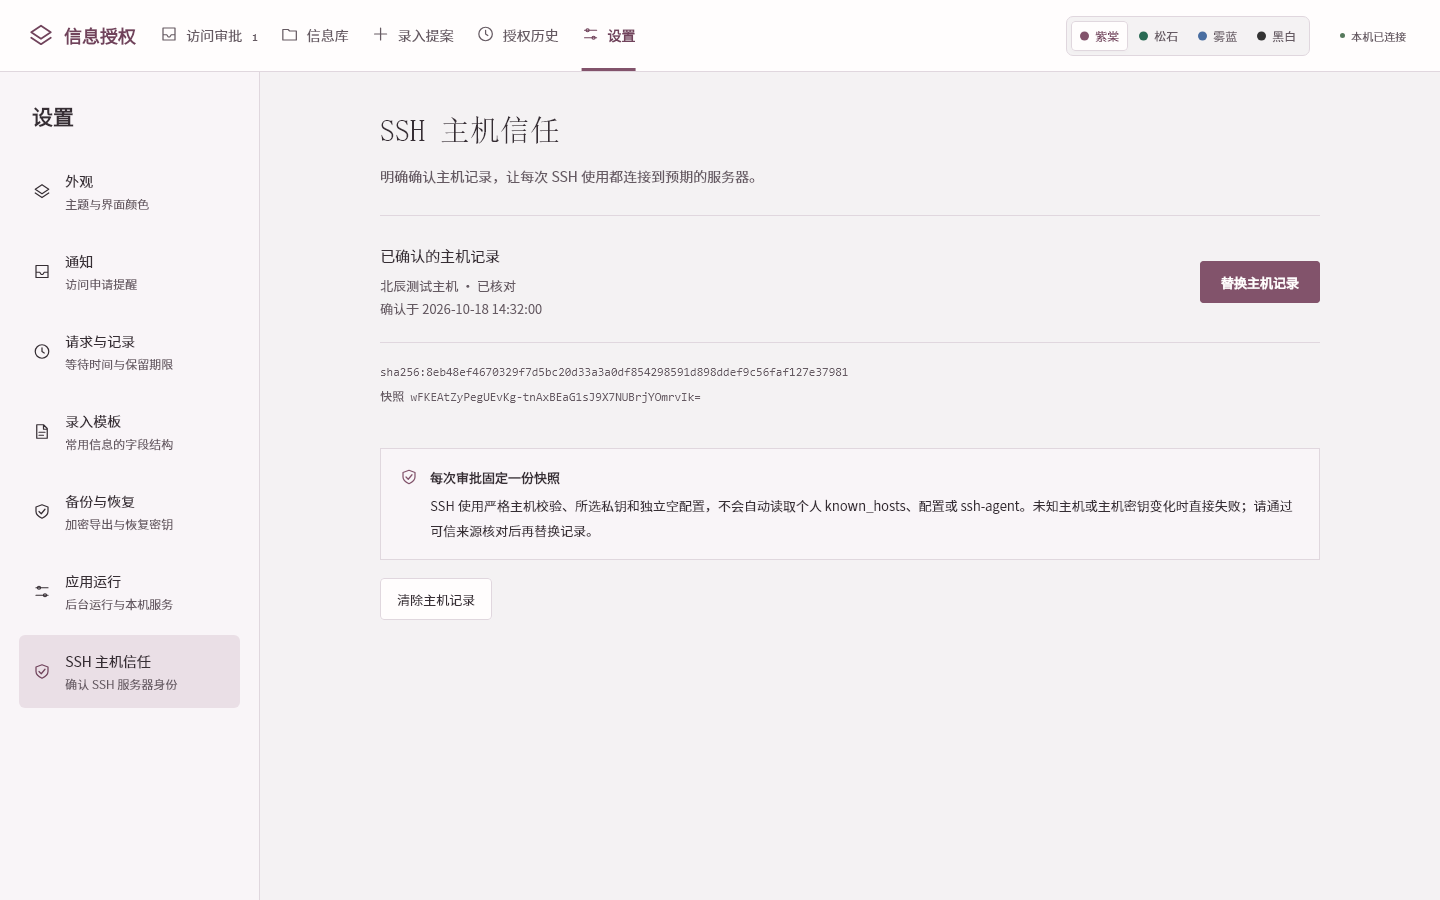 信息授权
访问审批 1
信息库
录入提案
授权历史
设置
紫棠
松石
雾蓝
黑白
本机已连接
设置
外观
主题与界面颜色
通知
访问申请提醒
请求与记录
等待时间与保留期限
录入模板
常用信息的字段结构
备份与恢复
加密导出与恢复密钥
应用运行
后台运行与本机服务
SSH 主机信任
确认 SSH 服务器身份
SSH 主机信任
明确确认主机记录，让每次 SSH 使用都连接到预期的服务器。
已确认的主机记录
北辰测试主机 · 已核对
确认于 2026-10-18 14:32:00
替换主机记录
sha256:8eb48ef4670329f7d5bc20d33a3a0df854298591d898ddef9c56faf127e37981
快照 wFKEAtZyPegUEvKg-tnAxBEaG1sJ9X7NUBrjYOmrvIk=
每次审批固定一份快照
SSH 使用严格主机校验、所选私钥和独立空配置，不会自动读取个人 known_hosts、配置或 ssh-agent。未知主机或主机密钥变化时直接失败；请通过
可信来源核对后再替换记录。
清除主机记录